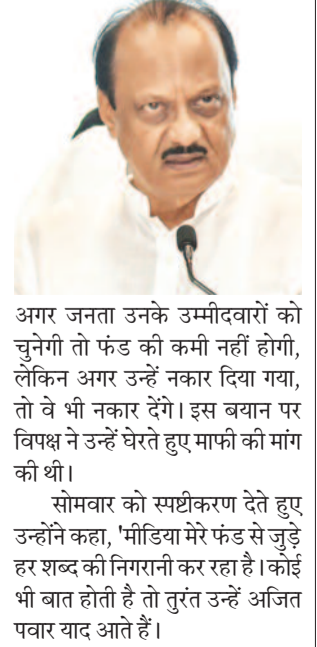 अगर जनता उनके उम्मीदवारों को
चुनेगी तो फंड की कमी नहीं होगी,
लेकिन अगर उन्हें नकार दिया गया,
तो वे भी नकार देंगे। इस बयान पर
विपक्ष ने उन्हें घेरते हुए माफी की मांग
की थी।
सोमवार को स्पष्टीकरण देते हुए
उन्होंने कहा, 'मीडिया मेरे फंड से जुड़े
हर शब्द की निगरानी कर रहा है। कोई
भी बात होती है तो तुरंत उन्हें अजित
पवार याद आते हैं।